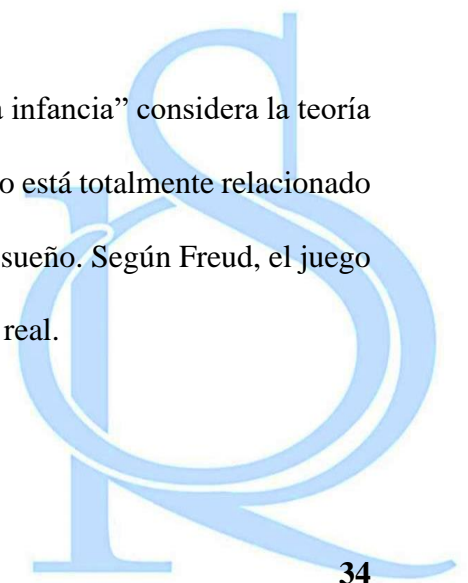 a infancia” considera la teoría
o está totalmente relacionado
sueño. Según Freud, el juego
real.
34